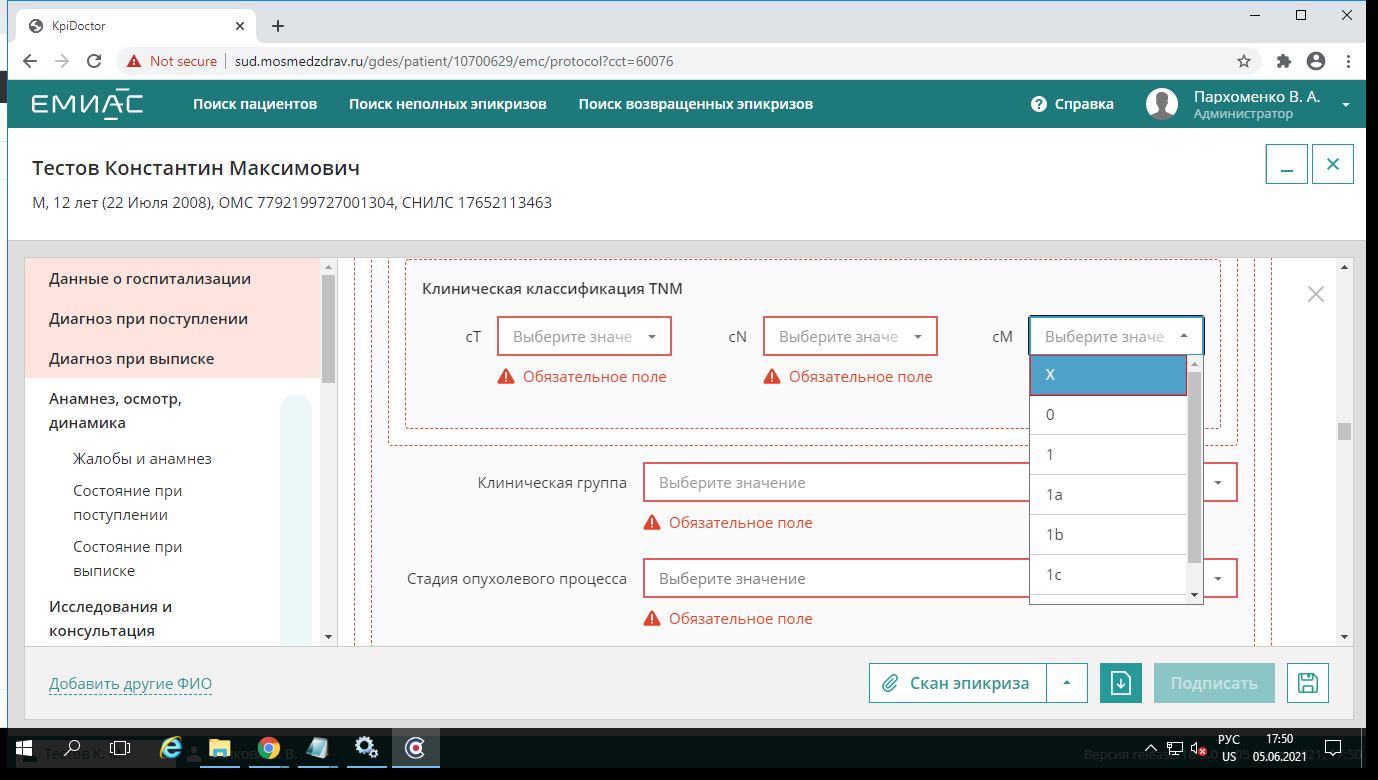 KpiDoctor
Not secure
sud.mosmedzdrav.ru/gdes/patient/10700629/emc/protocol?cct=60076
ЕМИАС
Поиск пациентов
Поиск неполных эпикризов
Поиск возвращенных эпикризов
? Справка
Пархоменко В. А.
Администратор
Тестов Константин Максимович
М, 12 лет (22 Июля 2008), ОМС 7792199727001304, СНИЛС 17652113463
Данные о госпитализации
Диагноз при поступлении
Диагноз при выписке
Анамнез, осмотр,
динамика
Жалобы и анамнез
Состояние при
поступлении
Состояние при
выписке
Исследования и
консультация
Клиническая классификация TNM
cT
Выберите значе
Обязательное поле
cN
Выберите значе
Обязательное поле
cM
Выберите значе
X
0
1
1a
1b
1c
Клиническая группа
Выберите значение
Обязательное поле
Стадия опухолевого процесса
Выберите значение
Обязательное поле
Добавить другие ФИО
Скан эпикриза
Подписать
Тестов К. М.
Версия release
РУС
US
17:50
05.06.2021